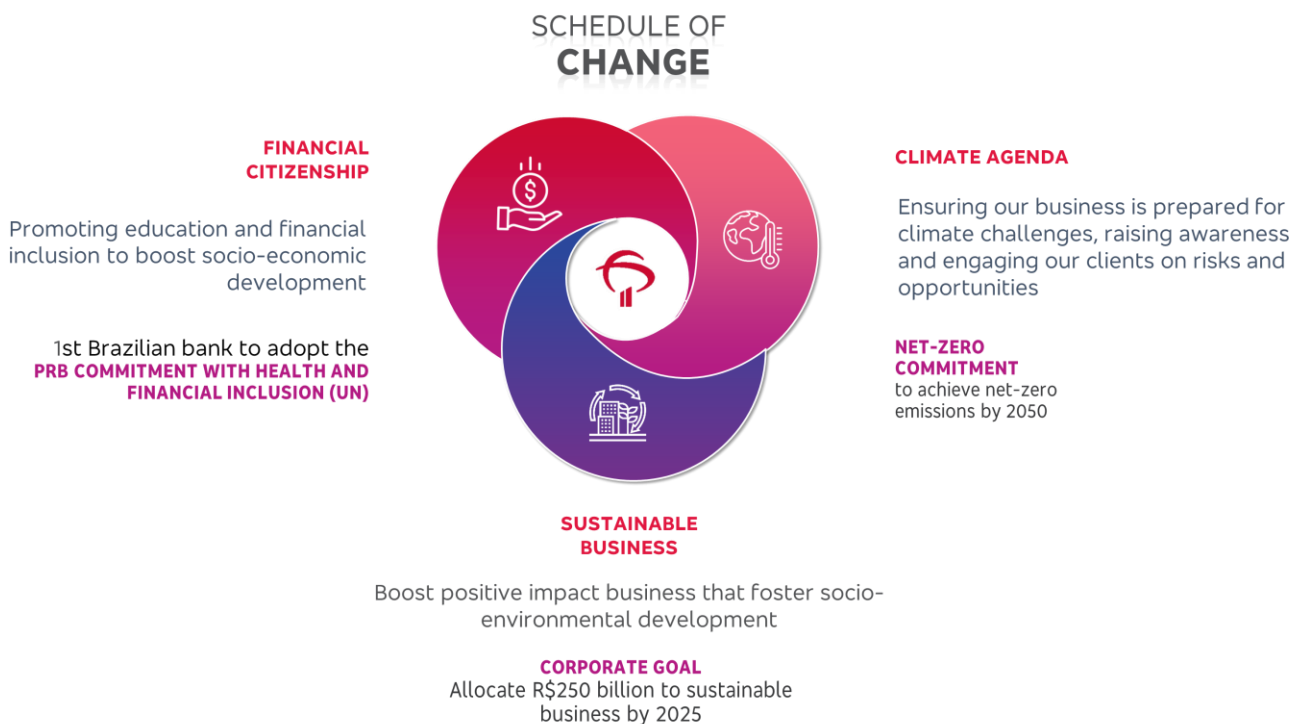 SCHEDULE OF
CHANGE
FINANCIAL
CITIZENSHIP
Promoting education and financial
inclusion to boost socio-economic
development
1st Brazilian bank to adopt the
PRB COMMITMENT WITH HEALTH AND
FINANCIAL INCLUSION (UN)
$
CLIMATE AGENDA
Ensuring our business is prepared for
climate challenges, raising awareness
and engaging our clients on risks and
opportunities
NET-ZERO
COMMITMENT
to achieve net-zero
emissions by 2050
SUSTAINABLE
BUSINESS
Boost positive impact business that foster socio-
environmental development
CORPORATE GOAL
Allocate R$250 billion to sustainable
business by 2025